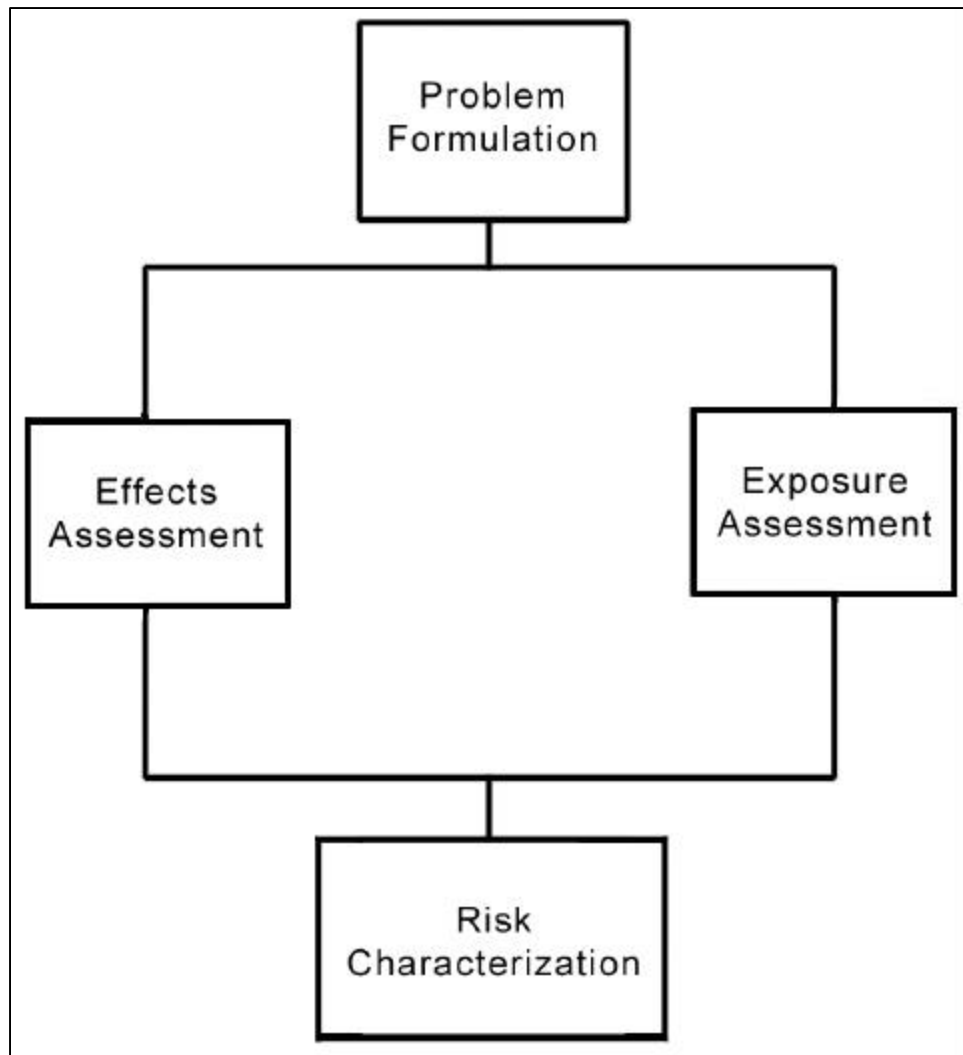 Problem
Formulation
Effects
Assessment
Exposure
Assessment
Risk
Characterization